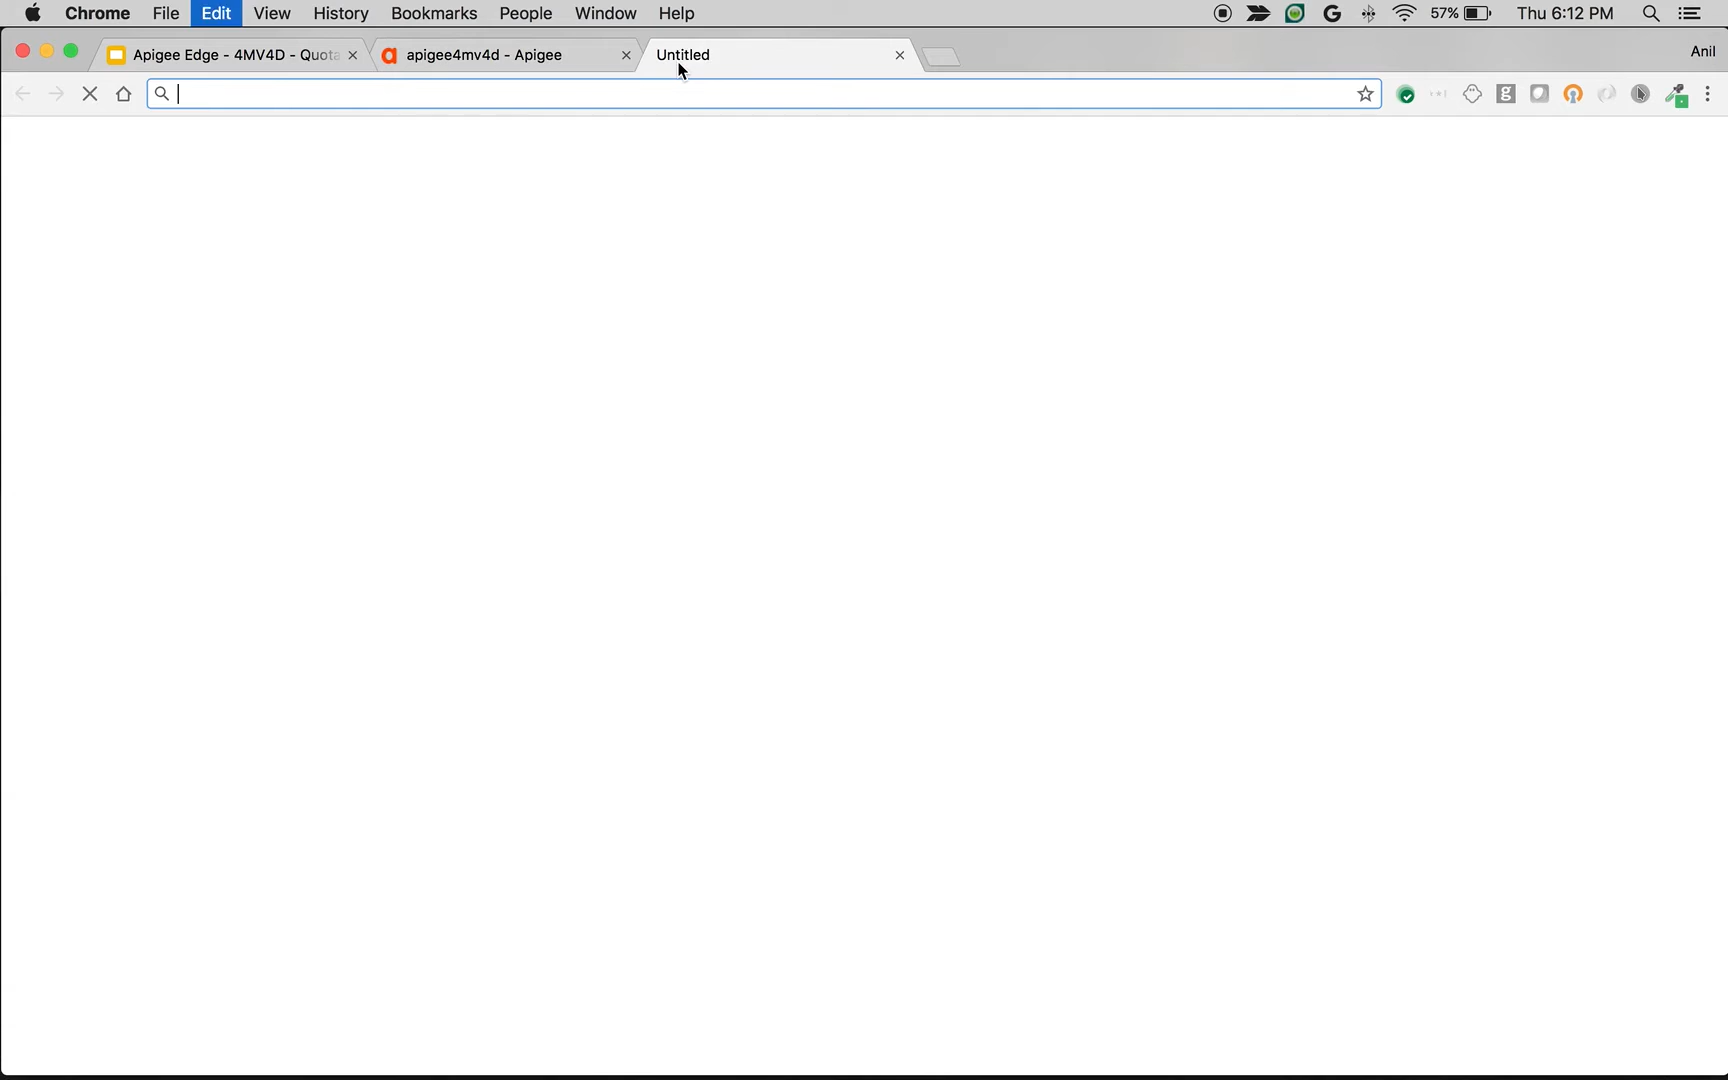 Chrome File Edit View History Bookmarks People Window Help G 57% Thu 6:12 PM
Apigee Edge - 4MV4D - Quota apigee4mv4d - Apigee Untitled Anil